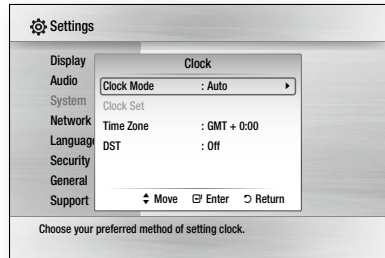 Settings
Display
Audio
System
Network
Languag
Security
General
Support
Clock
Clock Mode : Auto
Clock Set
Time Zone : GMT + 0:00
DST : Off
Move Enter Return
Choose your preferred method of setting clock.